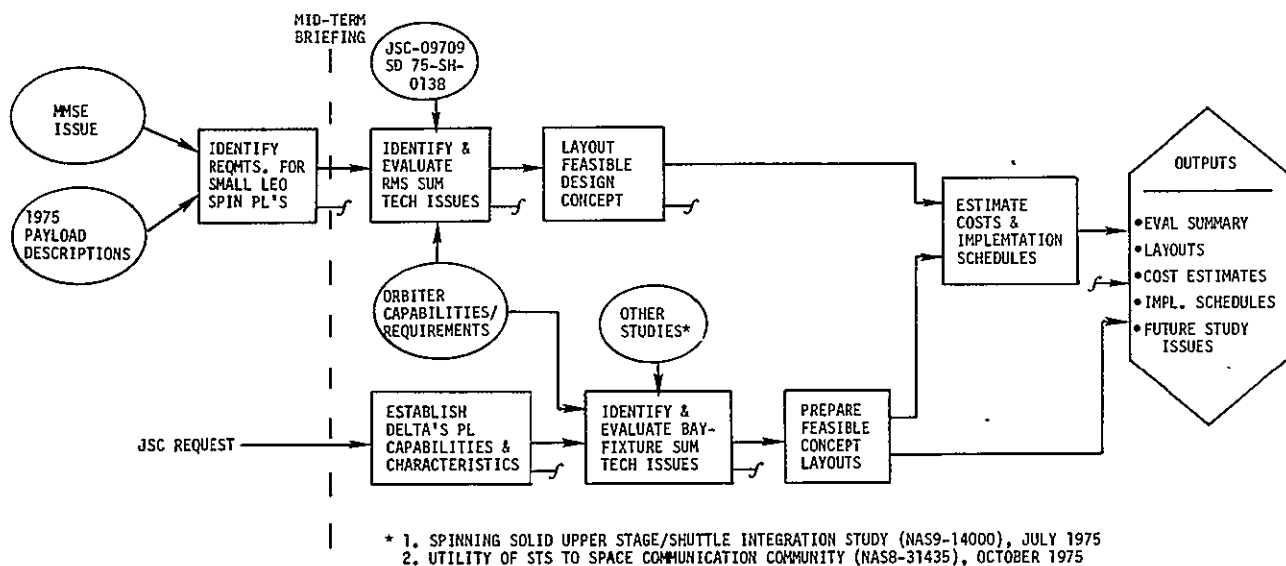 MID-TERM
BRIEFING
MMSE
ISSUE
1975
PAYLOAD
DESCRIPTIONS
IDENTIFY
REQMTS. FOR
SMALL LEO
SPIN PL'S
JSC-09709
SD 75-SH-
0138
IDENTIFY &
EVALUATE
RMS SUM
TECH ISSUES
LAYOUT
FEASIBLE
DESIGN
CONCEPT
ORBITER
CAPABILITIES/
REQUIREMENTS
OTHER
STUDIES*
JSC REQUEST
ESTABLISH
DELTA'S PL
CAPABILITIES &
CHARACTERISTICS
IDENTIFY &
EVALUATE BAY-
FIXTURE SUM
TECH ISSUES
PREPARE
FEASIBLE
CONCEPT
LAYOUTS
ESTIMATE
COSTS &
IMPLEMTATION
SCHEDULES
OUTPUTS
•EVAL SUMMARY
•LAYOUTS
•COST ESTIMATES
•IMPL. SCHEDULES
•FUTURE STUDY
ISSUES
* 1. SPINNING SOLID UPPER STAGE/SHUTTLE INTEGRATION STUDY (NAS9-14000), JULY 1975
2. UTILITY OF STS TO SPACE COMMUNICATION COMMUNITY (NAS8-31435), OCTOBER 1975